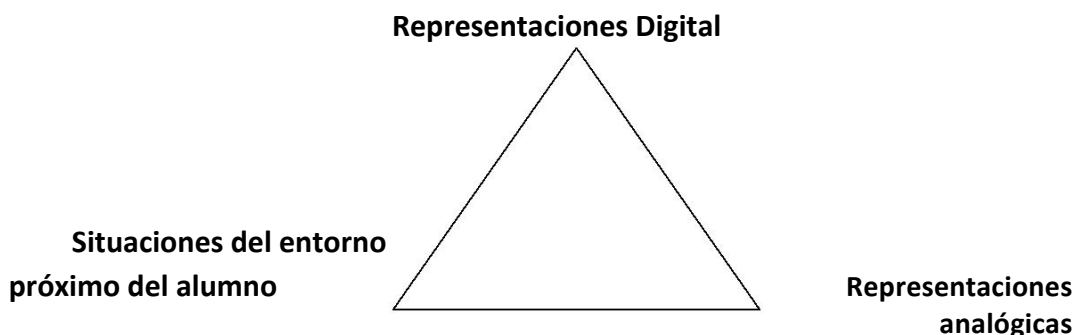 Representaciones Digital
Situaciones del entorno
próximo del alumno
Representaciones
analógicas